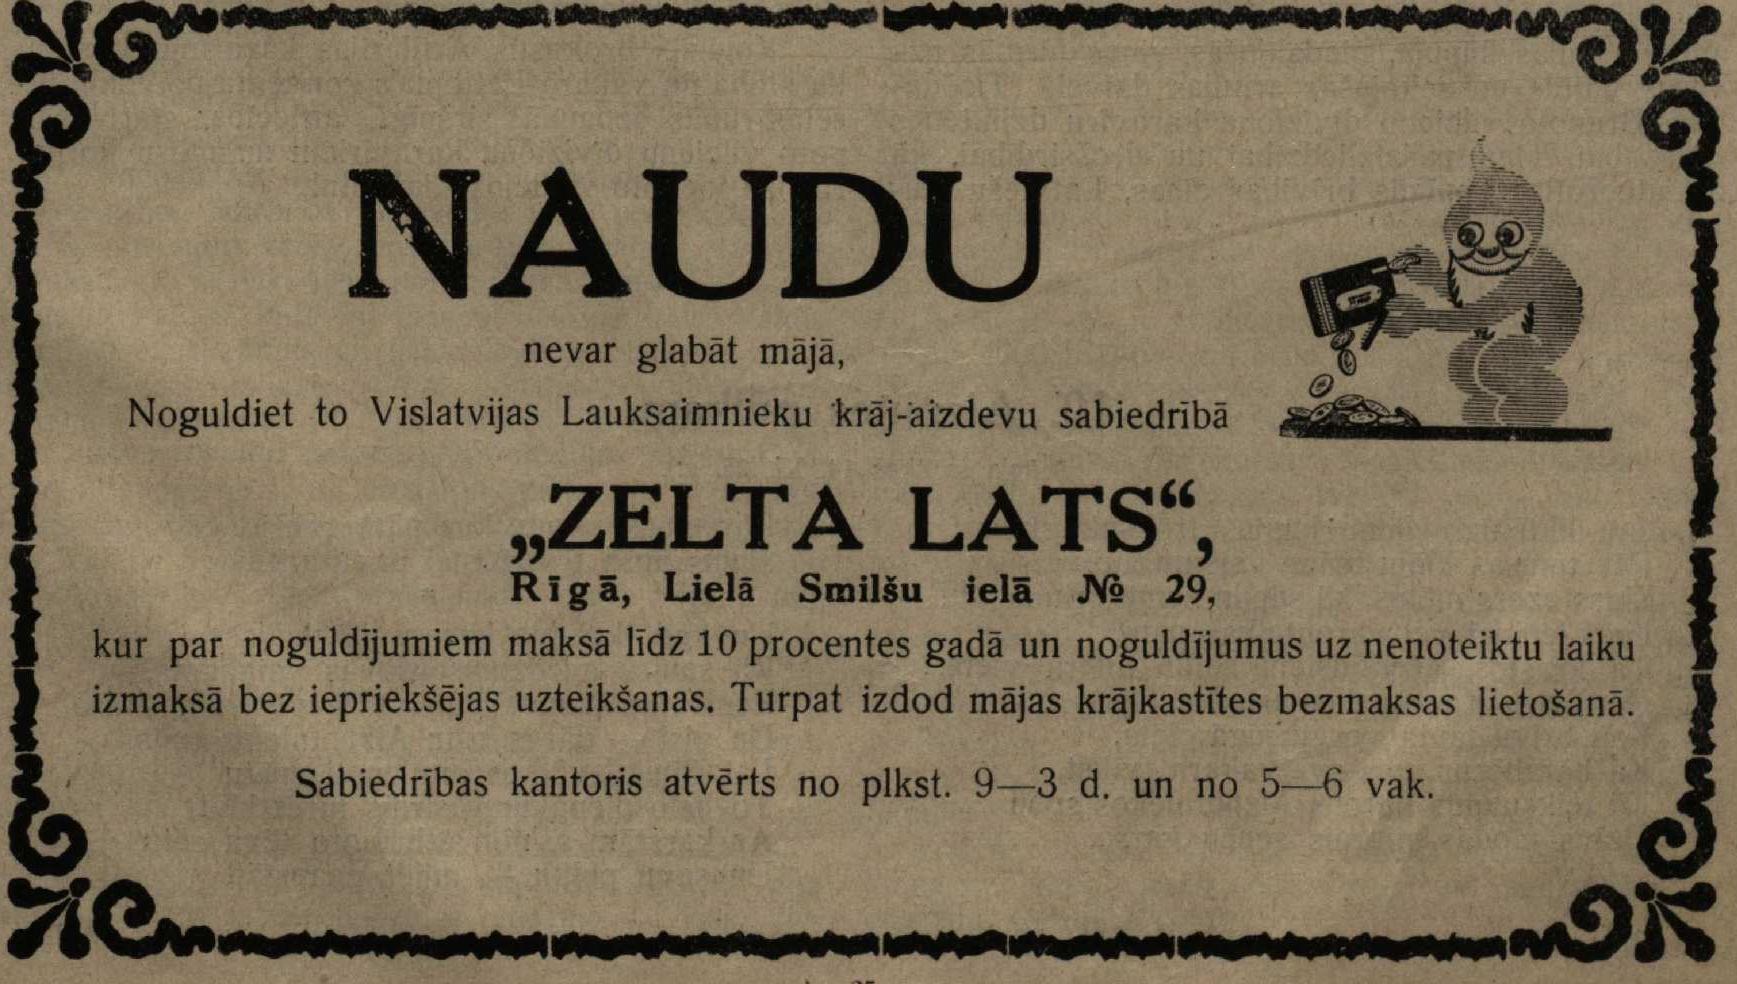 NAUDU
nevar glabāt mājā,
Noguldiet to Vislatvijas Lauksaimnieku krāj-aizdevu sabiedrībā
„ZELTA LATS“,
Rīgā, Lielā Smilšu ielā № 29,
kur par noguldījumiem maksā līdz 10 procentes gadā un noguldījumus uz nenoteiktu laiku
izmaksā bez iepriekšējas uzteikšanas. Turpat izdod mājas krājkastītes bezmaksas lietošanā.
Sabiedrības kantoris atvērts no plkst. 9—3 d. un no 5—6 vak.